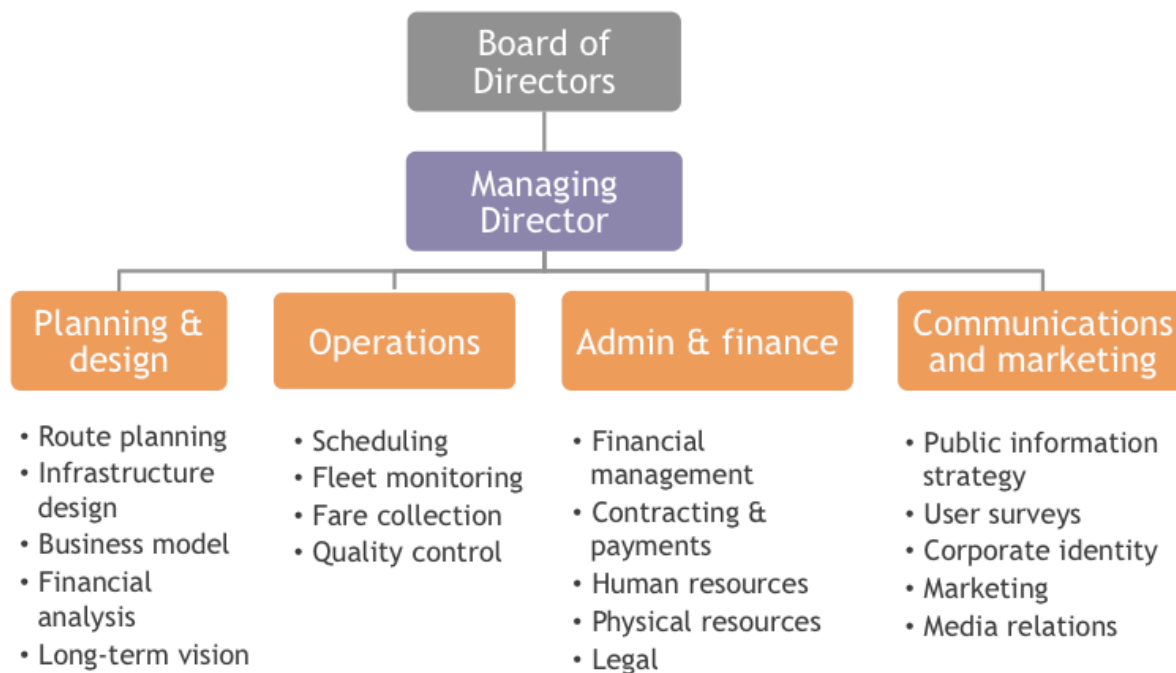 Board of
Directors
Managing
Director
Planning &
design
Operations
Admin & finance
Communications
and marketing
• Route planning
• Infrastructure
design
• Business model
• Financial
analysis
• Long-term vision
• Scheduling
• Fleet monitoring
• Fare collection
• Quality control
• Financial
management
• Contracting &
payments
• Human resources
• Physical resources
• Legal
• Public information
strategy
• User surveys
• Corporate identity
• Marketing
• Media relations